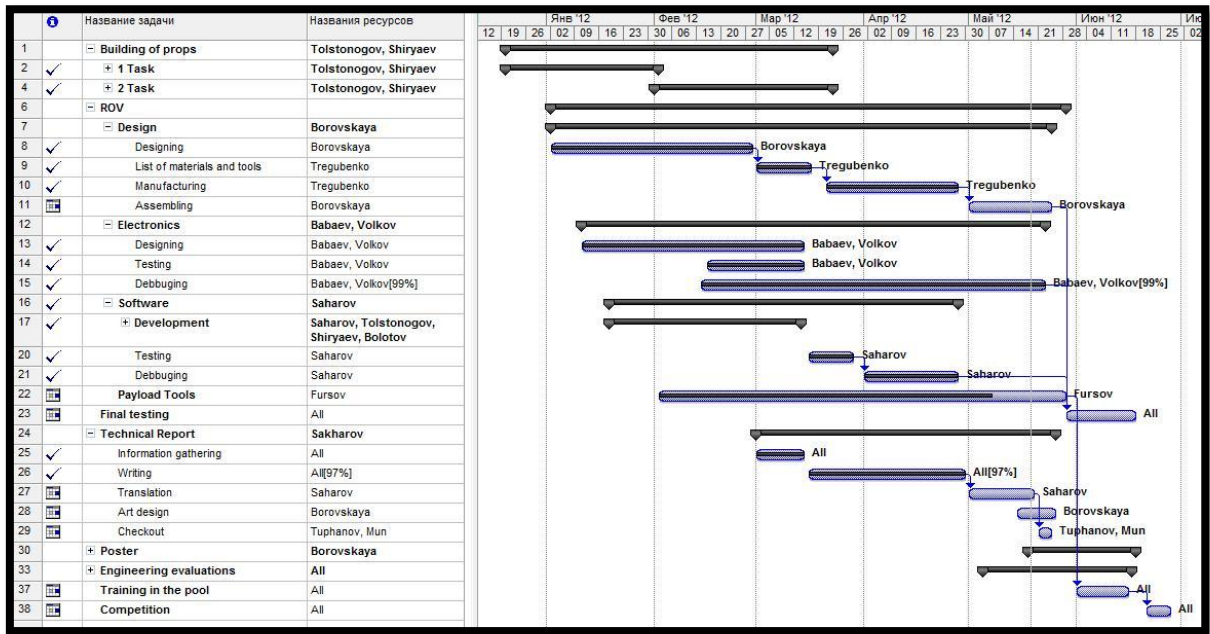 Название задачи Названия ресурсов Янв '12 Фев '12 Мар '12 Апр '12 Май '12 Июн '12 Ию
12 19 26 02 09 16 23 30 06 13 20 27 05 12 19 26 02 09 16 23 30 07 14 21 28 04 11 18 25 02
1 Building of props Tolstonogov, Shiryaev
2 1 Task Tolstonogov, Shiryaev
4 2 Task Tolstonogov, Shiryaev
6 ROV
7 Design Borovskaya
8 Designing Borovskaya Borovskaya
9 List of materials and tools Tregubenko Tregubenko
10 Manufacturing Tregubenko Tregubenko
11 Assembling Borovskaya Borovskaya
12 Electronics Babaev, Volkov
13 Designing Babaev, Volkov Babaev, Volkov
14 Testing Babaev, Volkov Babaev, Volkov
15 Debbuging Babaev, Volkov[99%] Babaev, Volkov[99%]
16 Software Saharov
17 Development Saharov, Tolstonogov,
Shiryaev, Bolotov
20 Testing Saharov Saharov
21 Debbuging Saharov Saharov
22 Payload Tools Fursov Fursov
23 Final testing All All
24 Technical Report Sakharov
25 Information gathering All All
26 Writing All[97%] All[97%]
27 Translation Saharov Saharov
28 Art design Borovskaya Borovskaya
29 Checkout Tuphanov, Mun Tuphanov, Mun
30 Poster Borovskaya
33 Engineering evaluations All
37 Training in the pool All All
38 Competition All All